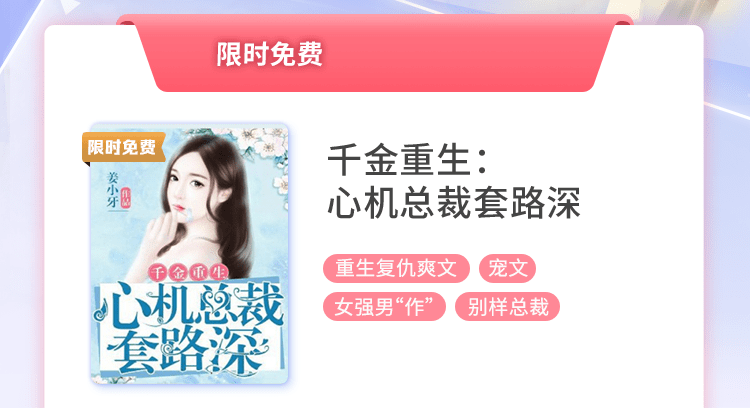 限时免费
限时免费
姜小牙
作品
千金重生
心机总裁
套路深
千金重生：
心机总裁套路深
重生复仇爽文
宠文
女强男“作”
别样总裁